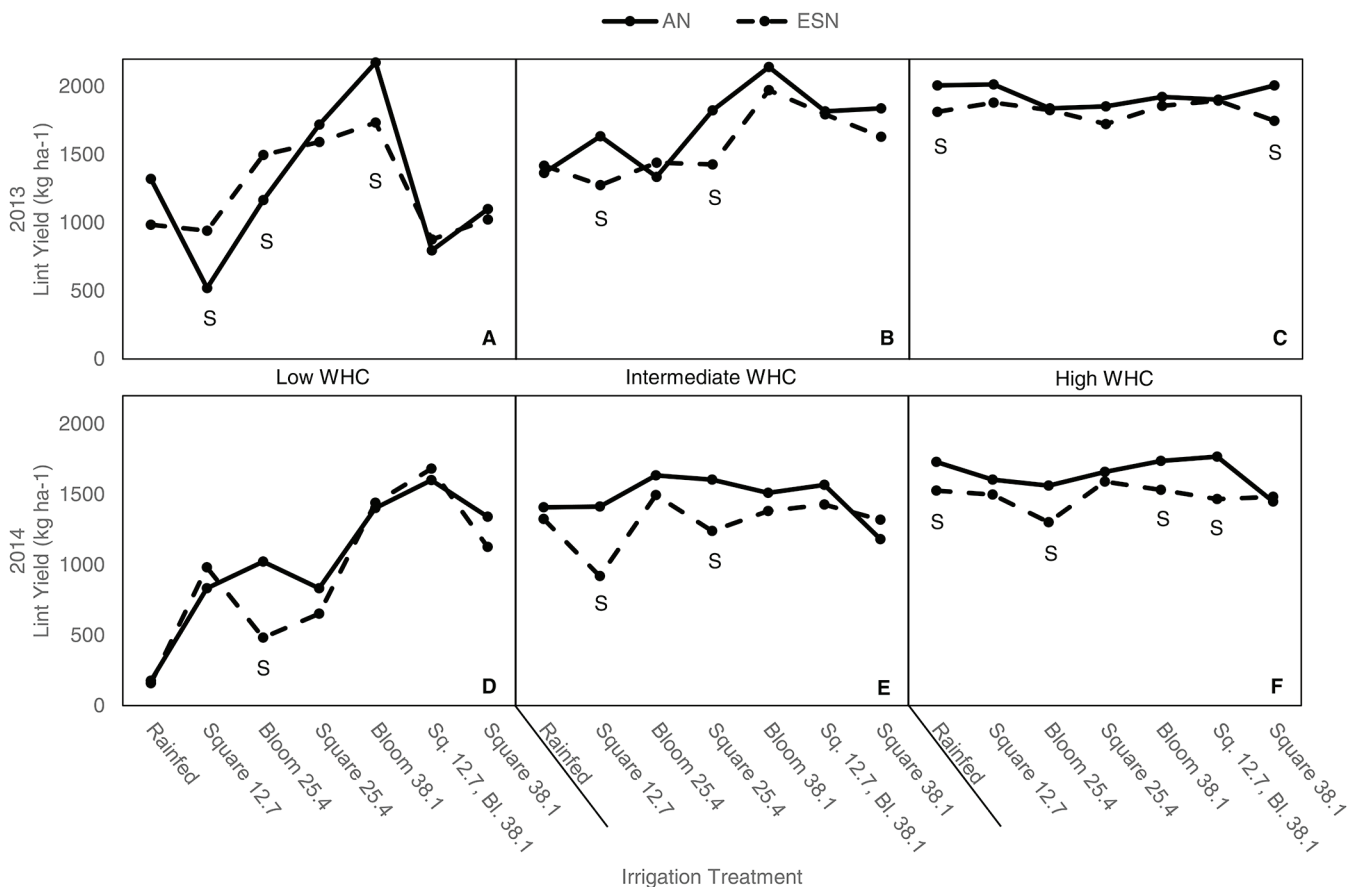 AN ESN
2013
Lint Yield (kg ha-1)
2000
1500
1000
500
0
S
S
S
A
S
S
B
S
S
C
Low WHC
Intermediate WHC
High WHC
2014
Lint Yield (kg ha-1)
2000
1500
1000
500
0
S
D
S
S
E
S
S
S
S
F
Rainfed
Square 12.7
Bloom 25.4
Square 25.4
Bloom 38.1
Sq. 12.7, Bl. 38.1
Square 38.1
Rainfed
Square 12.7
Bloom 25.4
Square 25.4
Bloom 38.1
Sq. 12.7, Bl. 38.1
Square 38.1
Rainfed
Square 12.7
Bloom 25.4
Square 25.4
Bloom 38.1
Sq. 12.7, Bl. 38.1
Square 38.1
Irrigation Treatment